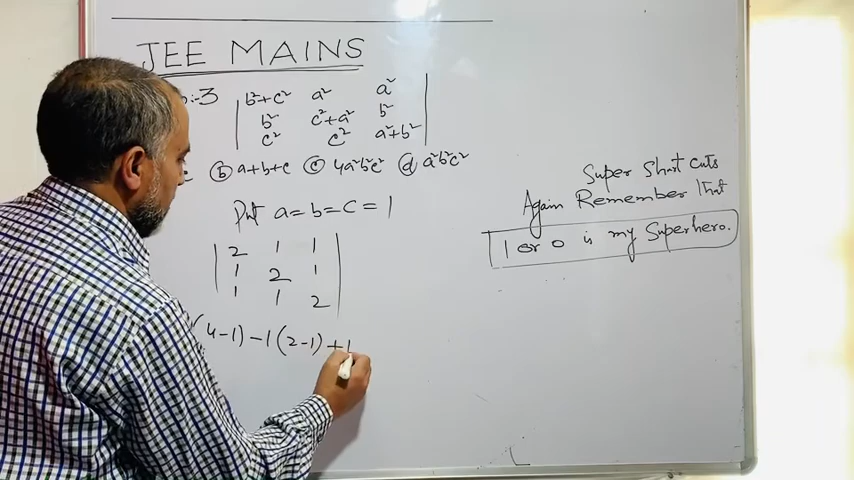 JEE MAINS
:-3
b²+c² a² a²
b² c²+a² b²
c² c² a²+b²
ⓑ a+b+c ⓒ 4a²b²c² ⓓ a²b²c²
Put a=b=c=1
2 1 1
1 2 1
1 1 2
(4-1) -1(2-1) +1
Super Short cuts
Again Remember that
1 or 0 is my Superhero.